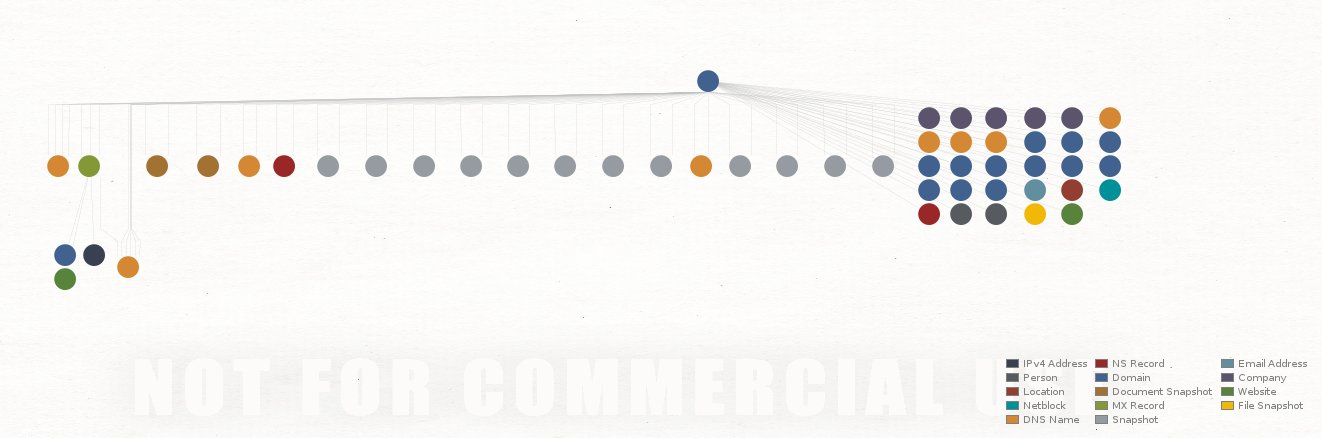 NOT FOR COMMERCIAL U
IPv4 Address NS Record Email Address
Person Domain Company
Location Document Snapshot Website
Netblock MX Record File Snapshot
DNS Name Snapshot